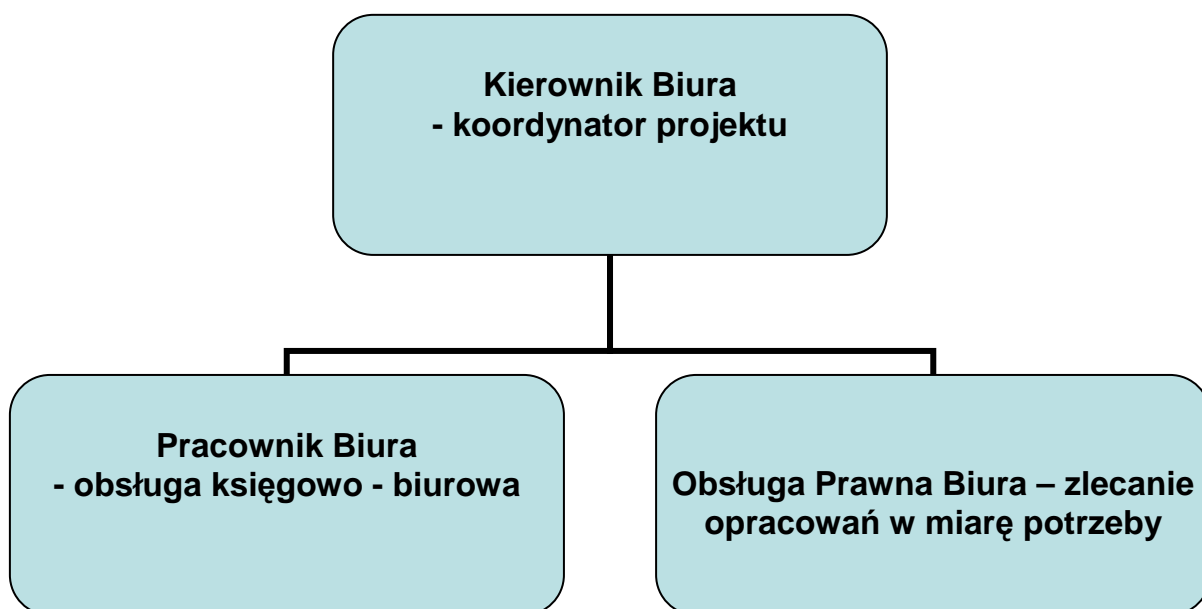 Kierownik Biura
- koordynator projektu
Pracownik Biura
- obsługa księgowo - biurowa
Obsługa Prawna Biura – zlecanie
opracowań w miarę potrzeby